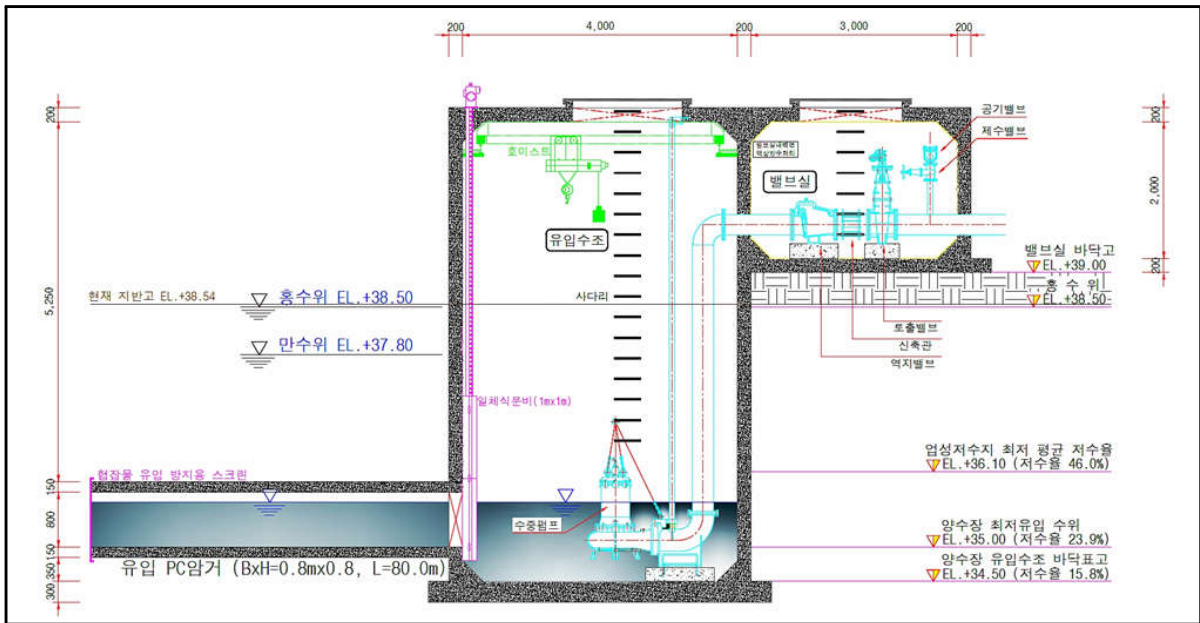 200
4,000
200
3,000
200
200
5,250
150
800
150
350
300
공기밸브
제수밸브
호이스트
밸브실
유입수조
200
2,000
200
밸브실 바닥고
EL.+39.00
홍 수 위
EL.+38.50
현재 지반고 EL.+38.54
홍수위 EL.+38.50
사다리
만수위 EL.+37.80
토출밸브
신축관
역지밸브
일체식문비(1mx1m)
업성저수지 최저 평균 저수율
EL.+36.10 (저수율 46.0%)
협잡물 유입 방지용 스크린
수중펌프
양수장 최저유입 수위
EL.+35.00 (저수율 23.9%)
양수장 유입수조 바닥표고
EL.+34.50 (저수율 15.8%)
유입 PC암거 (BxH=0.8mx0.8, L=80.0m)